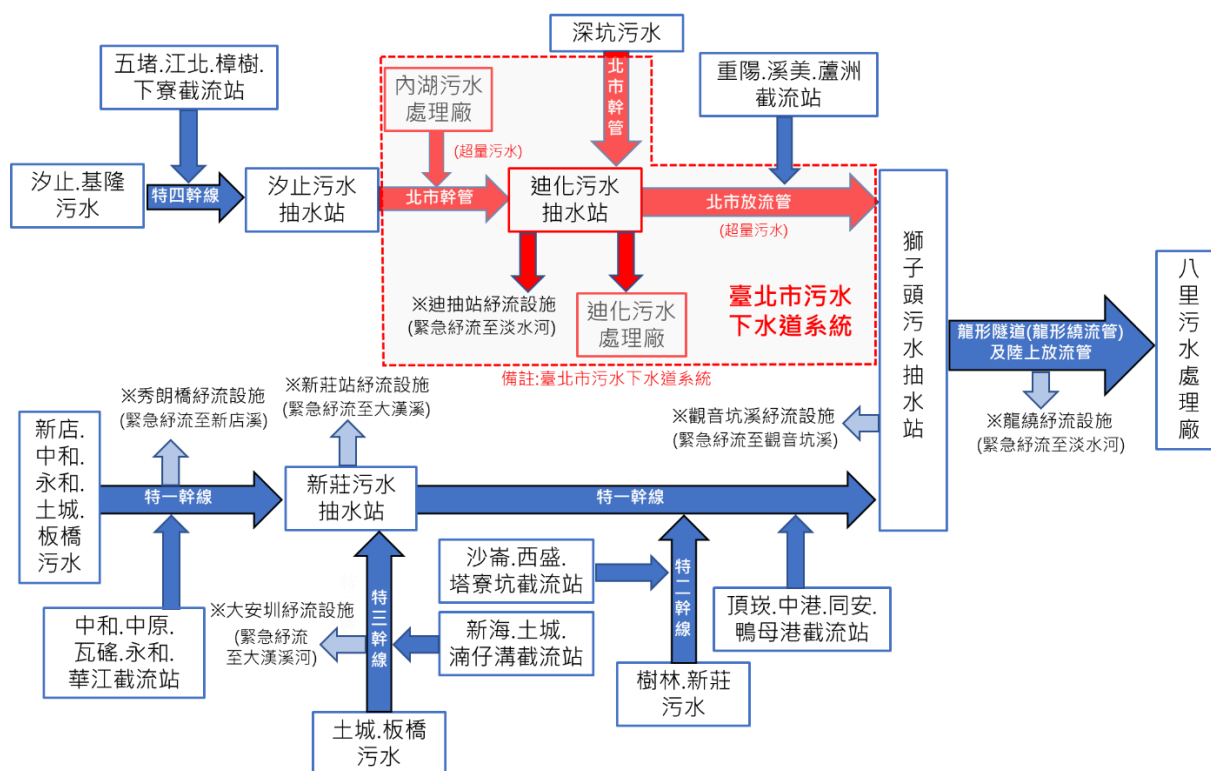 深坑污水
五堵.江北.樟樹.
下寮截流站
內湖污水
處理廠
北市幹管
重陽.溪美.蘆洲
截流站
(超量污水)
汐止.基隆
污水
特四幹線
汐止污水
抽水站
北市幹管
迪化污水
抽水站
北市放流管
(超量污水)
獅子頭污水抽水站
八里污水處理廠
※迪抽站紓流設施
(緊急紓流至淡水河)
迪化污水
處理廠
臺北市污水
下水道系統
龍形隧道(龍形繞流管)
及陸上放流管
備註:臺北市污水下水道系統
※秀朗橋紓流設施
(緊急紓流至新店溪)
※新莊站紓流設施
(緊急紓流至大漢溪)
※觀音坑溪紓流設施
(緊急紓流至觀音坑溪)
※龍繞紓流設施
(緊急紓流至淡水河)
新店.
中和.
永和.
土城.
板橋
污水
特一幹線
新莊污水
抽水站
特一幹線
沙崙.西盛.
塔寮坑截流站
特二幹線
頂崁.中港.同安.
鴨母港截流站
中和.中原.
瓦磘.永和.
華江截流站
※大安圳紓流設施
(緊急紓流
至大漢溪河)
特三幹線
新海.土城.
湳仔溝截流站
樹林.新莊
污水
土城.板橋
污水